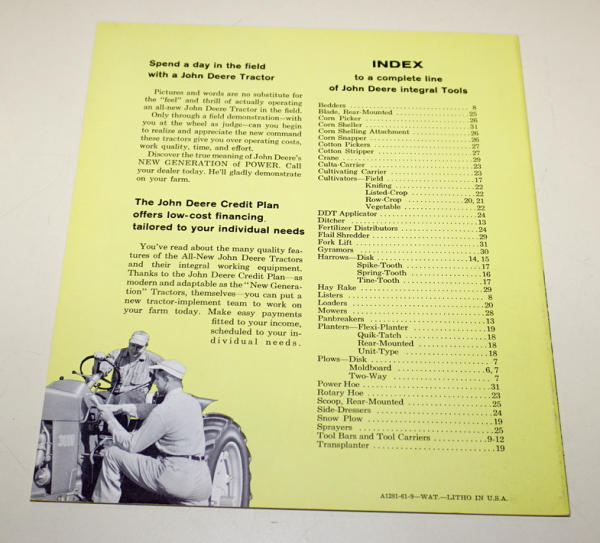 Spend a day in the field
with a John Deere Tractor
Pictures and words are no substitute for
the "feel" and thrill of actually operating
an all-new John Deere Tractor in the field.
Only through a field demonstration—with
you at the wheel as judge—can you begin
to realize and appreciate the new command
these tractors give you over operating costs,
work quality, time, and effort.
Discover the true meaning of John Deere's
NEW GENERATION of POWER. Call
your dealer today. He'll gladly demonstrate
on your farm.
The John Deere Credit Plan
offers low-cost financing,
tailored to your individual needs
You've read about the many quality fea-
tures of the All-New John Deere Tractors
and their integral working equipment.
Thanks to the John Deere Credit Plan—as
modern and adaptable as the "New Genera-
tion" Tractors, themselves—you can put a
new tractor-implement team to work on
your farm today. Make easy payments
fitted to your income,
scheduled to your in-
dividual needs.
INDEX
to a complete line
of John Deere integral Tools
Bedders 8
Blade, Rear-Mounted 25
Corn Picker 26
Corn Sheller 31
Corn Shelling Attachment 26
Corn Snapper 26
Cotton Pickers 27
Cotton Stripper 27
Crane 29
Culta-Carrier 23
Cultivating Carrier 23
Cultivators—Field 17
Knifing 22
Listed-Crop 22
Row-Crop 20, 21
Vegetable 22
DDT Applicator 24
Ditcher 13
Fertilizer Distributors 24
Flail Shredder 29
Fork Lift 31
Gyramors 30
Harrows—Disk 14, 15
Spike-Tooth 17
Spring-Tooth 16
Tine-Tooth 17
Hay Rake 29
Listers 8
Loaders 20
Mowers 28
Panbreakers 13
Planters—Flexi-Planter 19
Quik-Tatch 18
Rear-Mounted 18
Unit-Type 18
Plows—Disk 7
Moldboard 6, 7
Two-Way 7
Power Hoe 31
Rotary Hoe 23
Scoop, Rear-Mounted 25
Side-Dressers 24
Snow Plow 19
Sprayers 25
Tool Bars and Tool Carriers 9-12
Transplanter 19
A1281-61-9—WAT.—LITHO IN U.S.A.